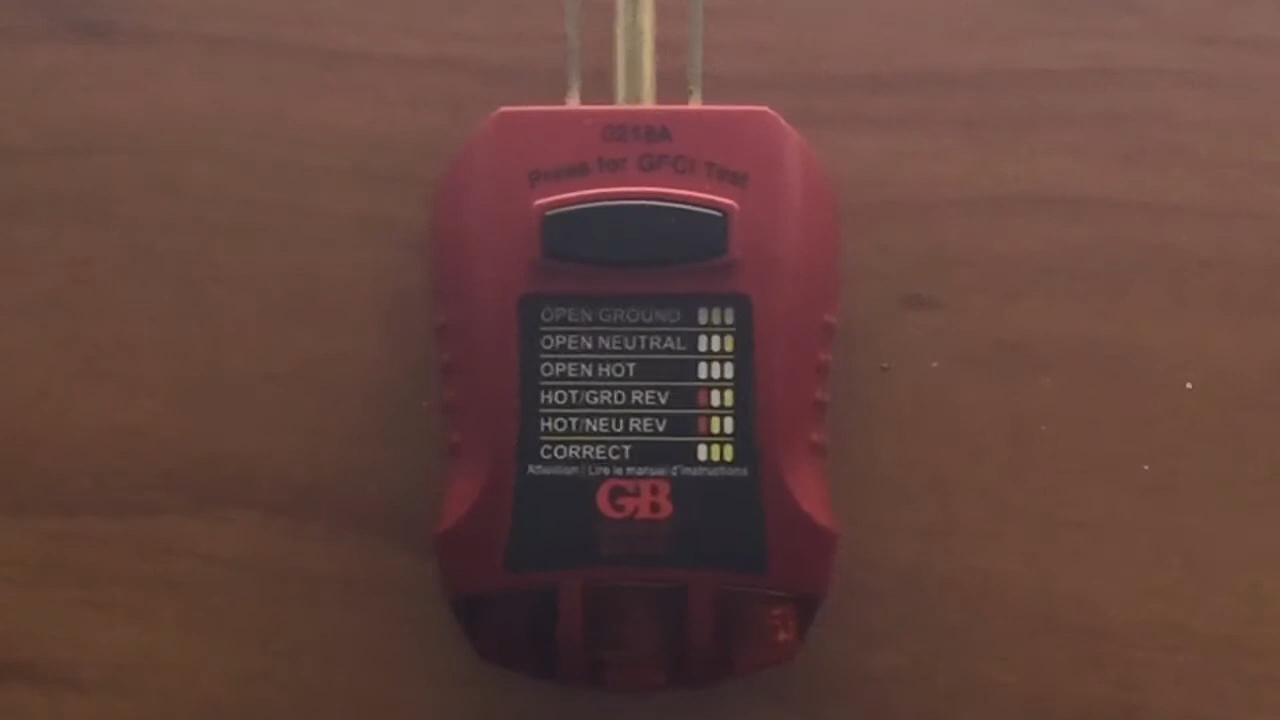 Press for GFCI Test
OPEN GROUND
OPEN NEUTRAL
OPEN HOT
HOT/GRD REV
HOT/NEU REV
CORRECT
Attention | Lire le manuel d'instructions
GB